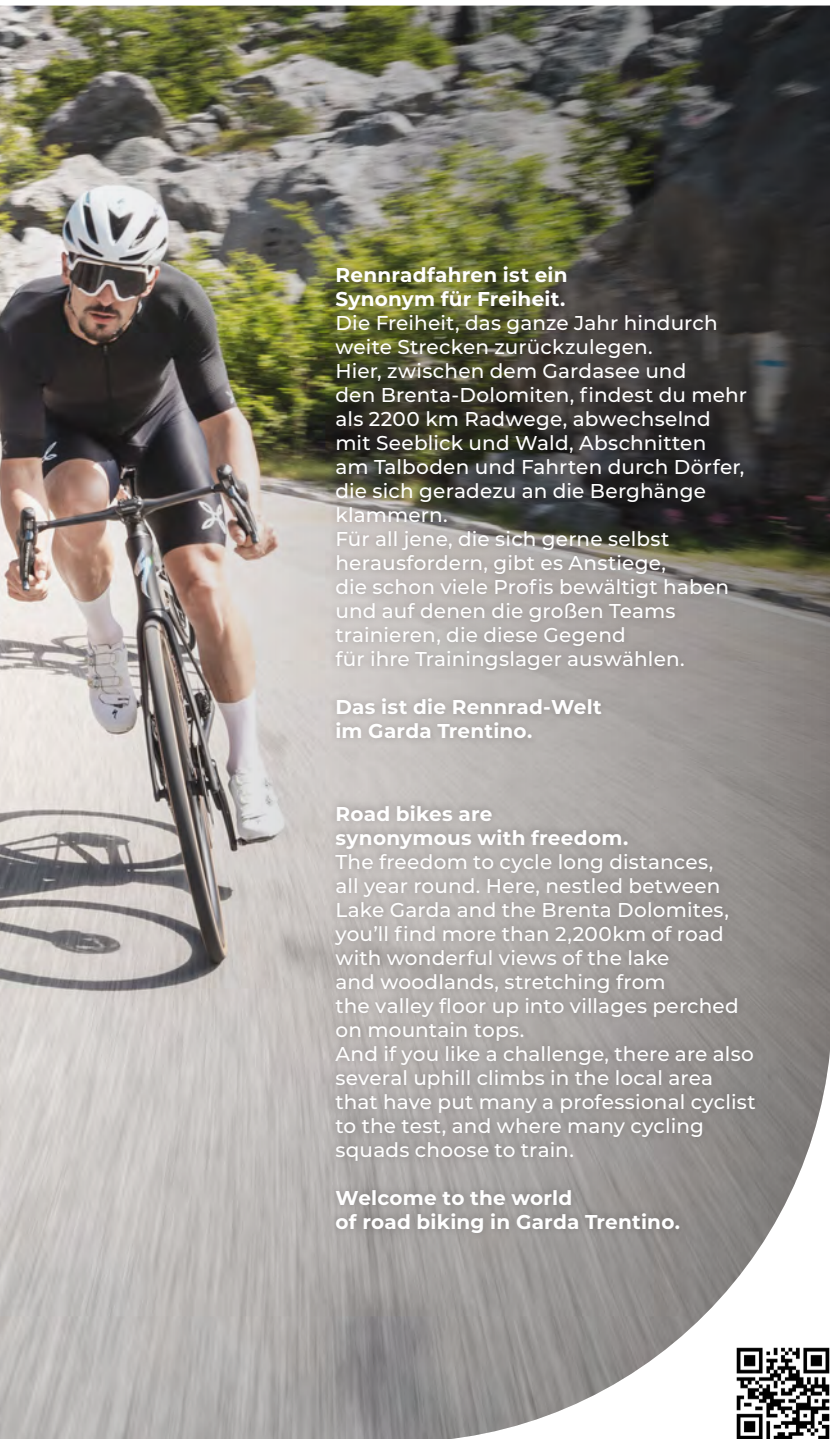 Rennradfahren ist ein
Synonym für Freiheit.
Die Freiheit, das ganze Jahr hindurch
weite Strecken zurückzulegen.
Hier, zwischen dem Gardasee und
den Brenta-Dolomiten, findest du mehr
als 2200 km Radwege, abwechselnd
mit Seeblick und Wald, Abschnitten
am Talboden und Fahrten durch Dörfer,
die sich geradezu an die Berghänge
klammern.
Für all jene, die sich gerne selbst
herausfordern, gibt es Anstiege,
die schon viele Profis bewältigt haben
und auf denen die großen Teams
trainieren, die diese Gegend
für ihre Trainingslager auswählen.
Das ist die Rennrad-Welt
im Garda Trentino.
Road bikes are
synonymous with freedom.
The freedom to cycle long distances,
all year round. Here, nestled between
Lake Garda and the Brenta Dolomites,
you'll find more than 2,200km of road
with wonderful views of the lake
and woodlands, stretching from
the valley floor up into villages perched
on mountain tops.
And if you like a challenge, there are also
several uphill climbs in the local area
that have put many a professional cyclist
to the test, and where many cycling
squads choose to train.
Welcome to the world
of road biking in Garda Trentino.